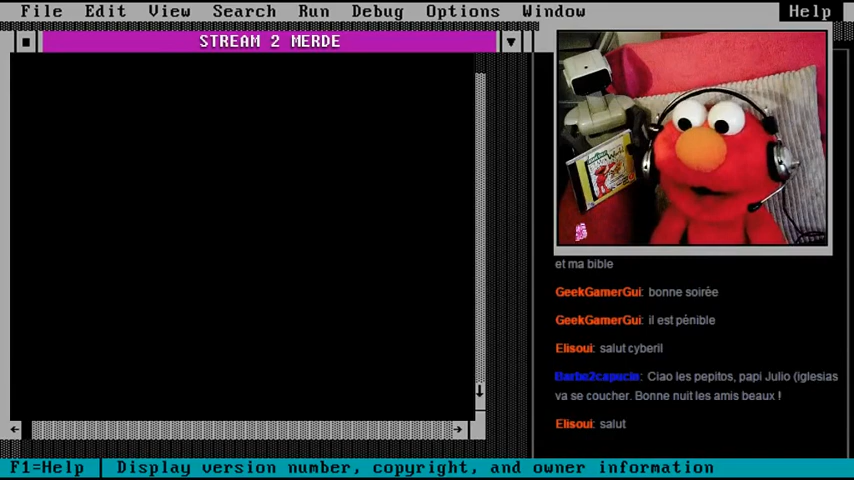 File Edit View Search Run Debug Options Window Help
STREAM 2 MERDE
World
et ma bible
GeekGamerGui: bonne soirée
GeekGamerGui: il est pénible
Elisoui: salut cyberil
Barbe2capucin: Ciao les pepitos, papi Julio (iglesias
va se coucher. Bonne nuit les amis beaux !
Elisoui: salut
F1=Help | Display version number, copyright, and owner information